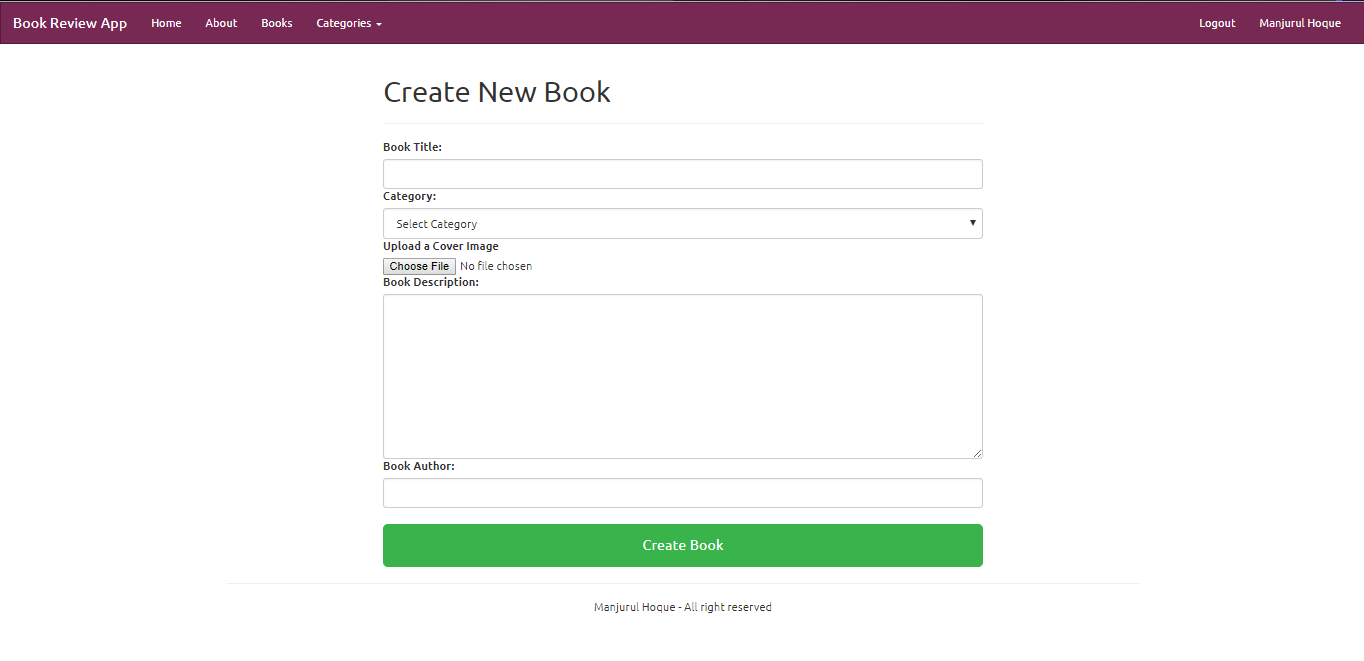 Book Review App Home About Books Categories Logout Manjurul Hoque
Create New Book
Book Title:
Category:
Select Category
Upload a Cover Image
Choose File No file chosen
Book Description:
Book Author:
Create Book
Manjurul Hoque - All right reserved